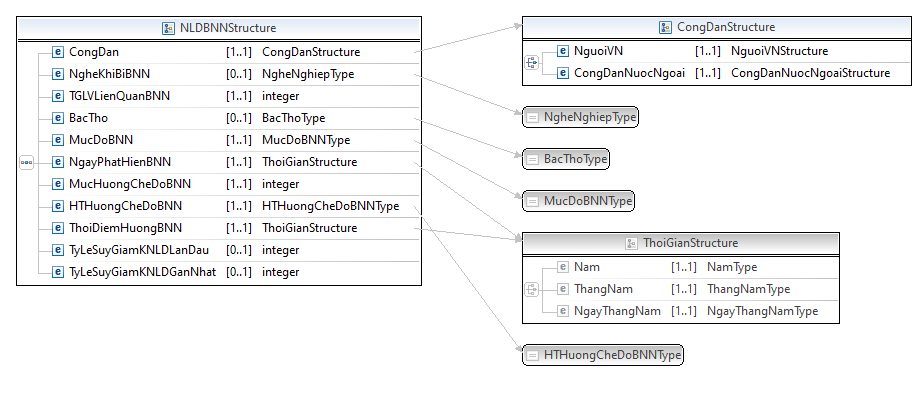 NLDBNNStructure
CongDan [1..1] CongDanStructure
NgheKhiBiBNN [0..1] NgheNghiepType
TGLVLienQuanBNN [1..1] integer
BacTho [0..1] BacThoType
MucDoBNN [1..1] MucDoBNNType
NgayPhatHienBNN [1..1] ThoiGianStructure
MucHuongCheDoBNN [1..1] integer
HTHuongCheDoBNN [1..1] HTHuongCheDoBNNType
ThoiDiemHuongBNN [1..1] ThoiGianStructure
TyLeSuyGiamKNLDLanDau [0..1] integer
TyLeSuyGiamKNLDGanNhat [0..1] integer
CongDanStructure
NguoiVN [1..1] NguoiVNStructure
CongDanNuocNgoai [1..1] CongDanNuocNgoaiStructure
NgheNghiepType
BacThoType
MucDoBNNType
ThoiGianStructure
Nam [1..1] NamType
ThangNam [1..1] ThangNamType
NgayThangNam [1..1] NgayThangNamType
HTHuongCheDoBNNType